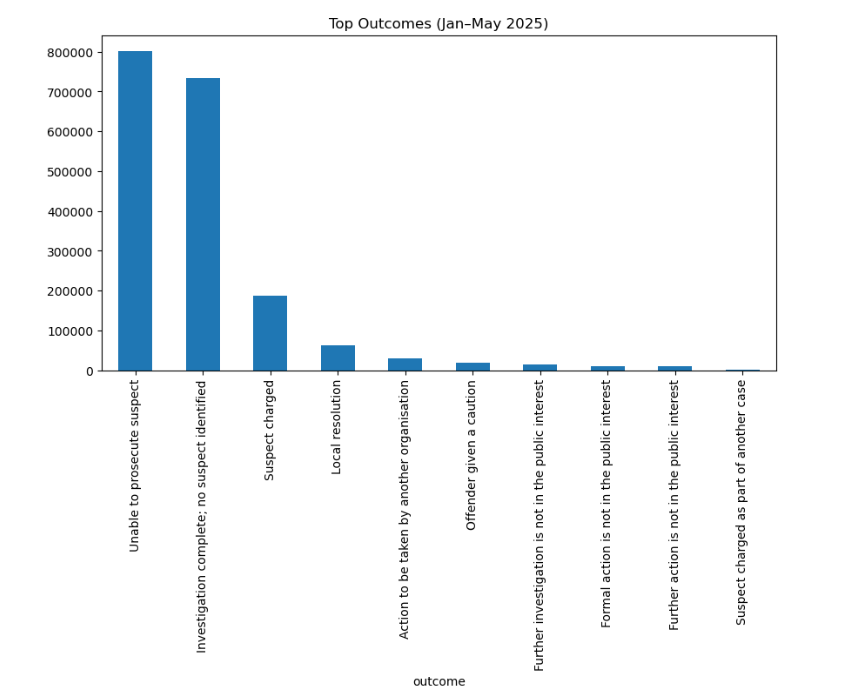 Top Outcomes (Jan–May 2025)
800000
700000
600000
500000
400000
300000
200000
100000
0
Unable to prosecute suspect
Investigation complete; no suspect identified
Suspect charged
Local resolution
Action to be taken by another organisation
Offender given a caution
Further investigation is not in the public interest
Formal action is not in the public interest
Further action is not in the public interest
Suspect charged as part of another case
outcome